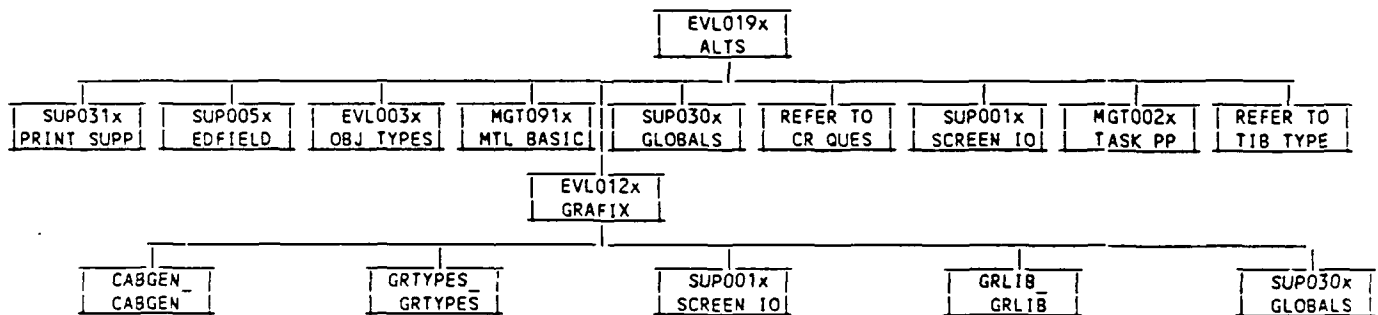 EVL019x
ALTS
SUP031x
PRINT SUPP
SUP005x
EDFIELD
EVL003x
OBJ TYPES
MGT091x
MTL BASIC
SUP030x
GLOBALS
REFER TO
CR QUES
SUP001x
SCREEN IO
MGT002x
TASK PP
REFER TO
TIB TYPE
EVL012x
GRAFIX
CABGEN_
CABGEN
GRTYPES_
GRTYPES
SUP001x
SCREEN IO
GRLIB_
GRLIB
SUP030x
GLOBALS